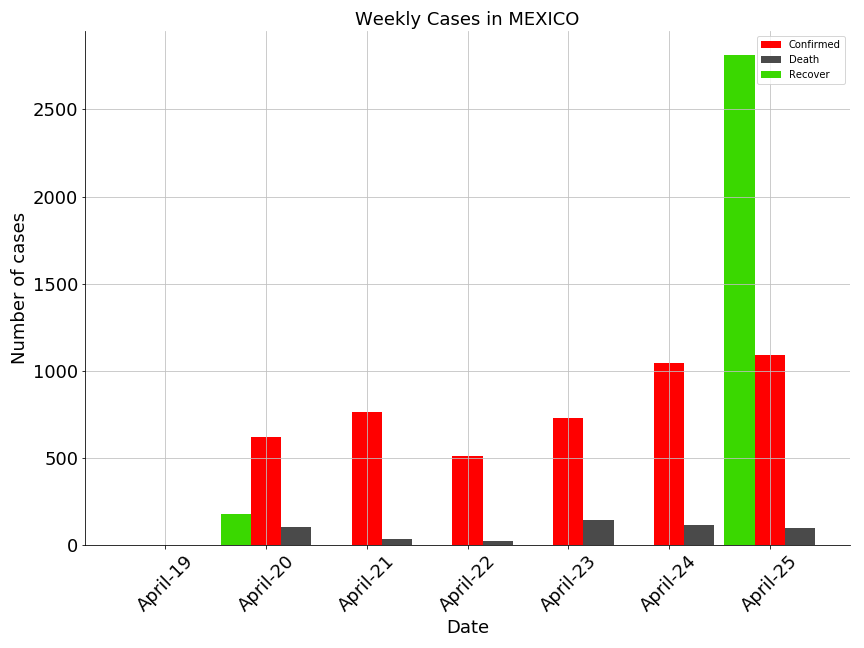 Weekly Cases in MEXICO
Confirmed
Death
Recover
Number of cases
2500
2000
1500
1000
500
0
April-19
April-20
April-21
April-22
April-23
April-24
April-25
Date